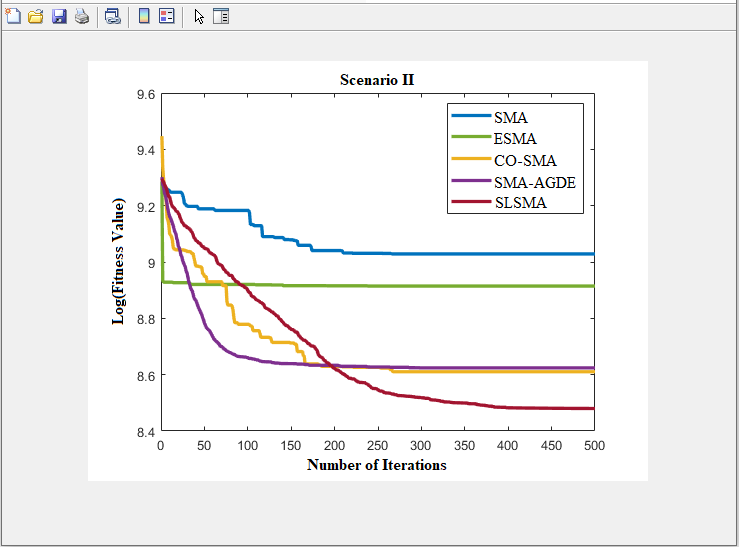 Scenario II
9.6
9.4
9.2
9
8.8
8.6
8.4
Log(Fitness Value)
SMA
ESMA
CO-SMA
SMA-AGDE
SLSMA
0 50 100 150 200 250 300 350 400 450 500
Number of Iterations